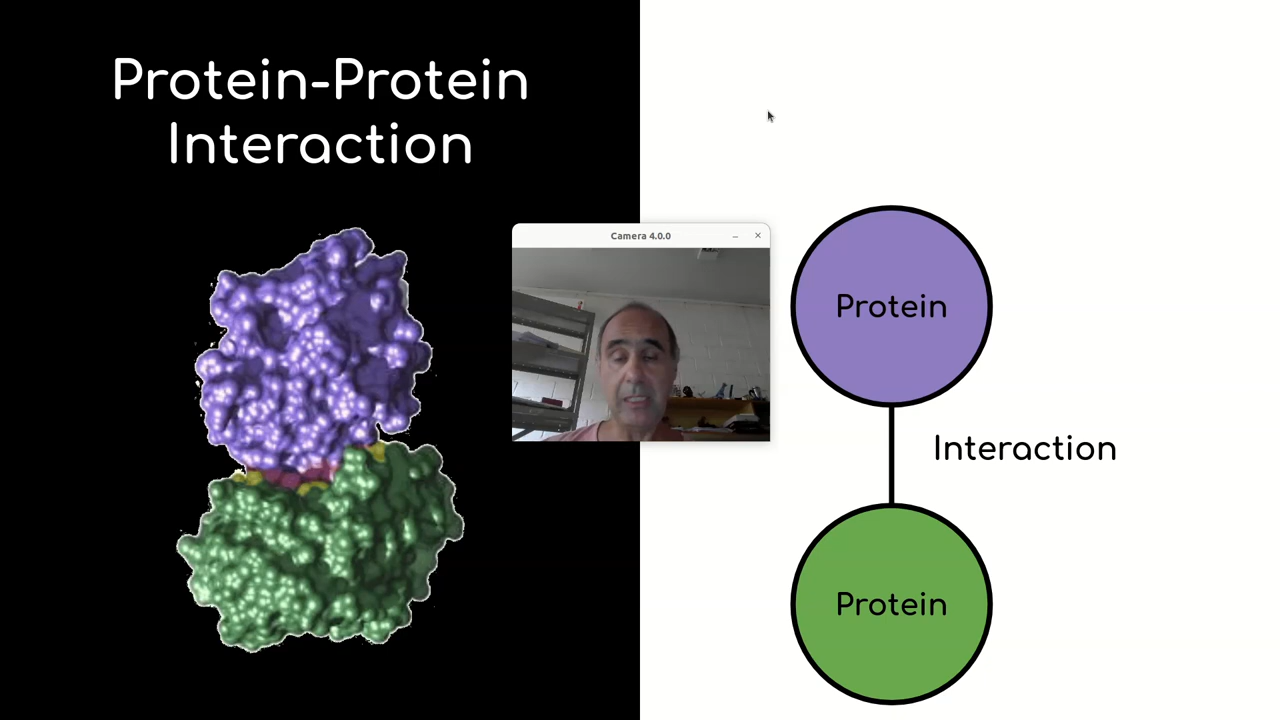 Protein-Protein
Interaction
Camera 4.0.0
Protein
Interaction
Protein